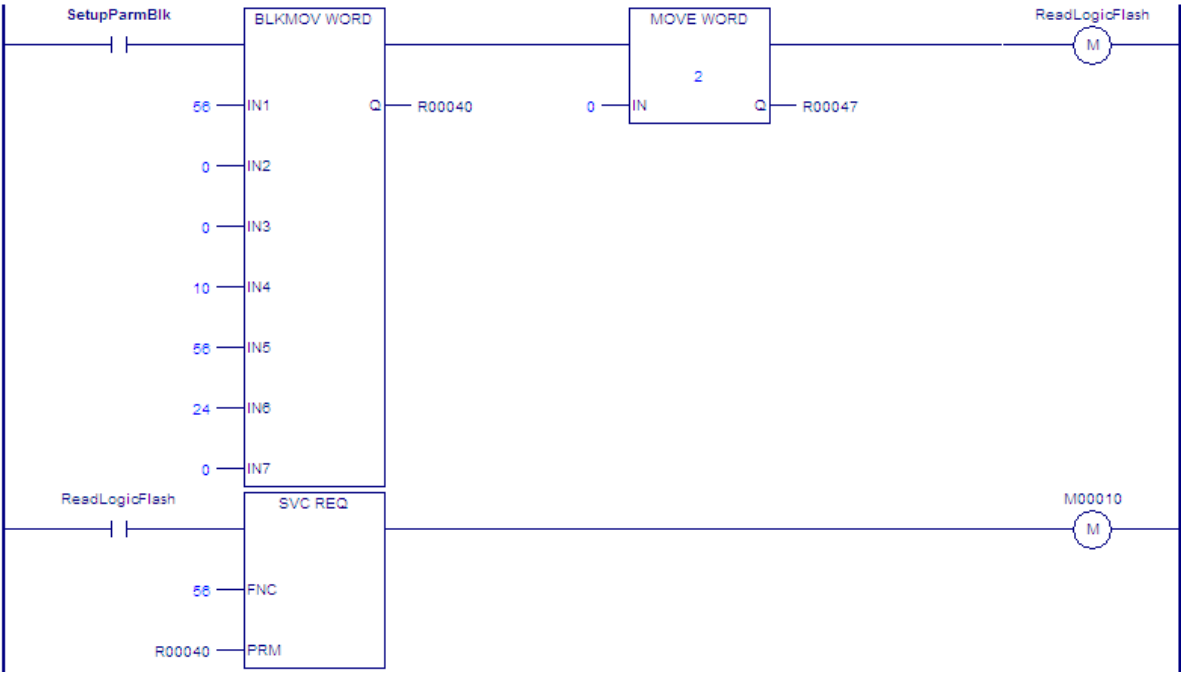 SetupParmBlk BLKMOV WORD MOVE WORD ReadLogicFlash
M
2
56 IN1 Q R00040 0 IN Q R00047
0 IN2
0 IN3
10 IN4
56 IN5
24 IN6
0 IN7
ReadLogicFlash SVC REQ M00010
M
56 FNC
R00040 PRM